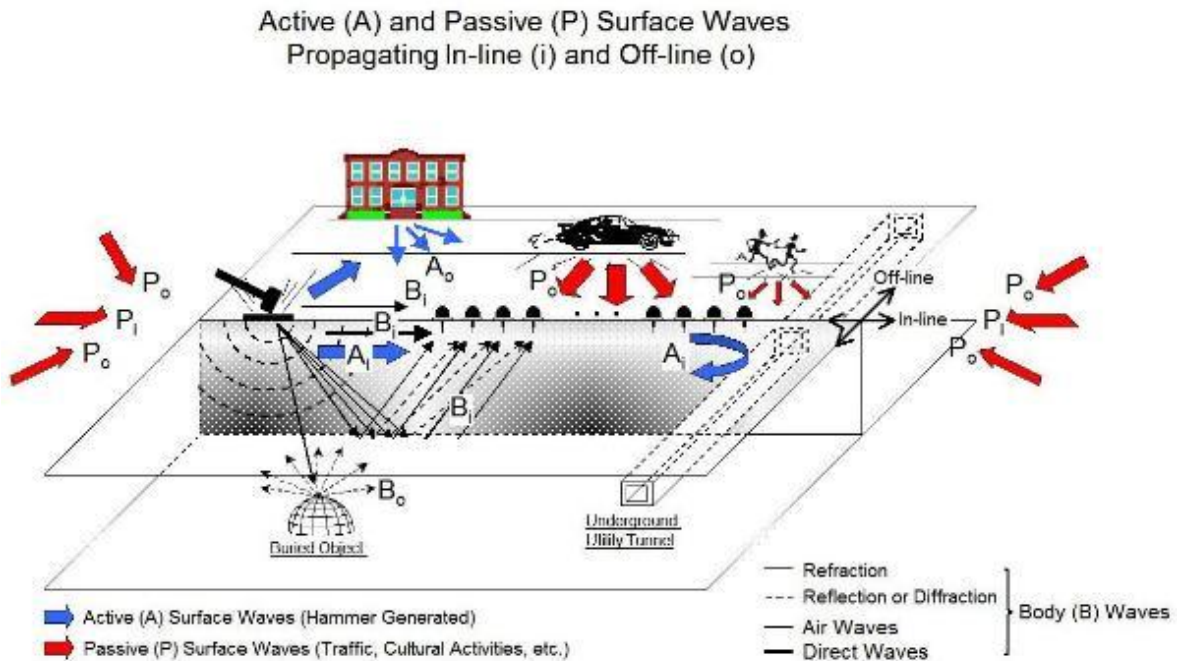 Active (A) and Passive (P) Surface Waves
Propagating In-line (i) and Off-line (o)
Po
Pi
Po
Ao
Bi
Bi
Ai
Bi
Bo
Po
Po
Po
Ai
Off-line
In-line
Po
Pi
Po
Buried Object
Underground
Utility Tunnel
Active (A) Surface Waves (Hammer Generated)
Passive (P) Surface Waves (Traffic, Cultural Activities, etc.)
Refraction
Reflection or Diffraction
Air Waves
Direct Waves
Body (B) Waves